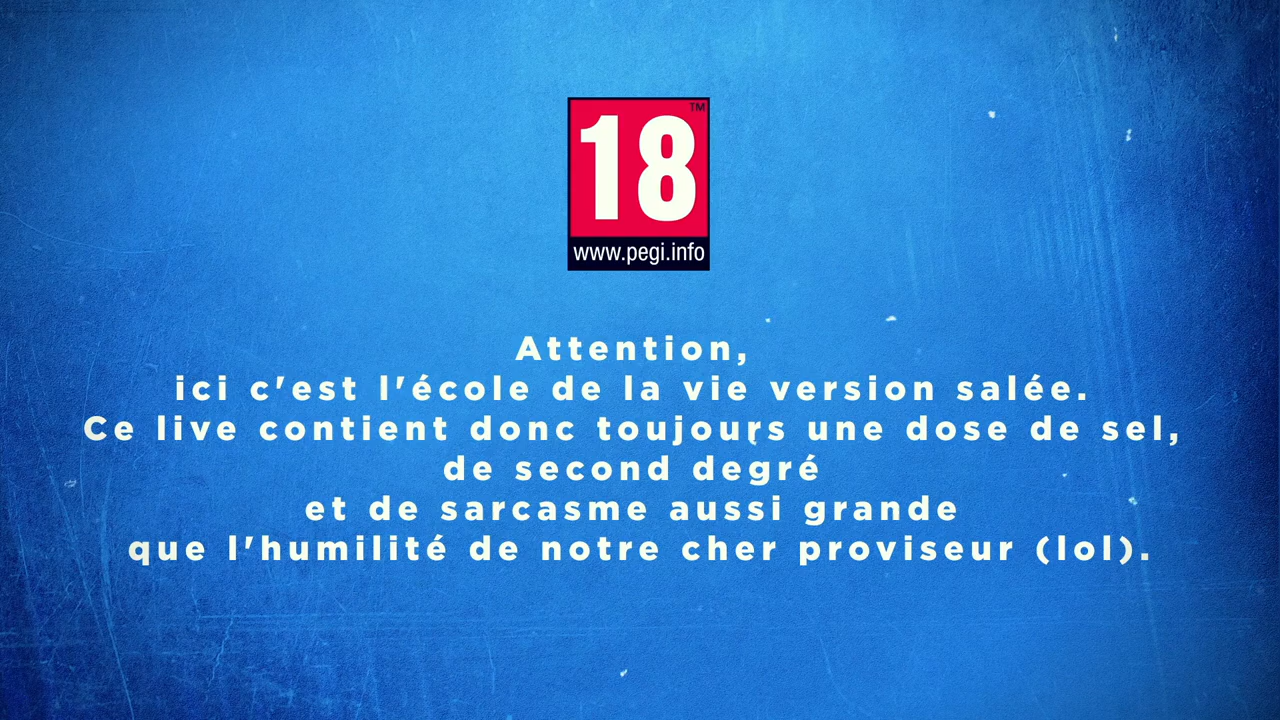 TM
18
www.pegi.info
Attention,
ici c'est l'école de la vie version salée.
Ce live contient donc toujours une dose de sel,
de second degré
et de sarcasme aussi grande
que l'humilité de notre cher proviseur (lol).